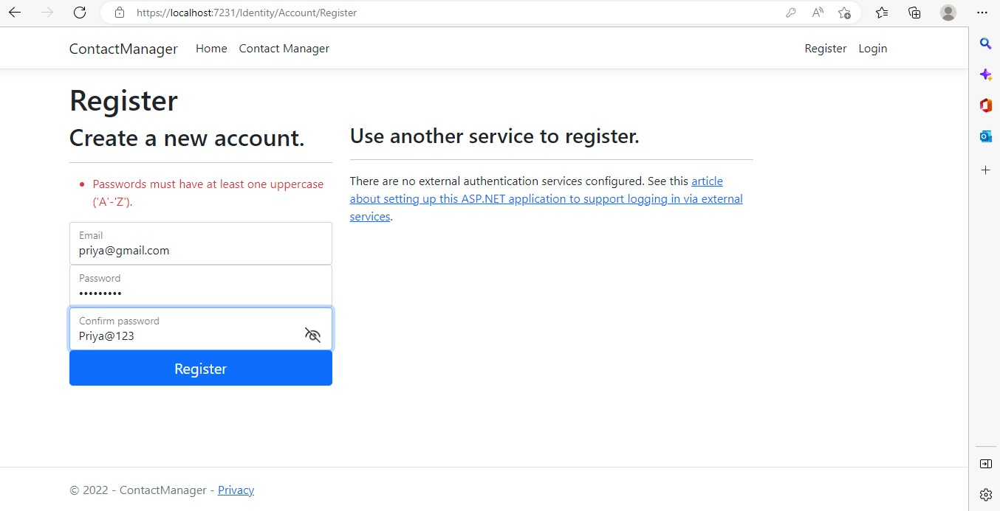 https://localhost:7231/Identity/Account/Register
ContactManager Home Contact Manager Register Login
Register
Create a new account.
Passwords must have at least one uppercase
('A'-'Z').
Email
priya@gmail.com
Password
•••••••••
Confirm password
Priya@123
Register
Use another service to register.
There are no external authentication services configured. See this article
about setting up this ASP.NET application to support logging in via external
services.
© 2022 - ContactManager - Privacy